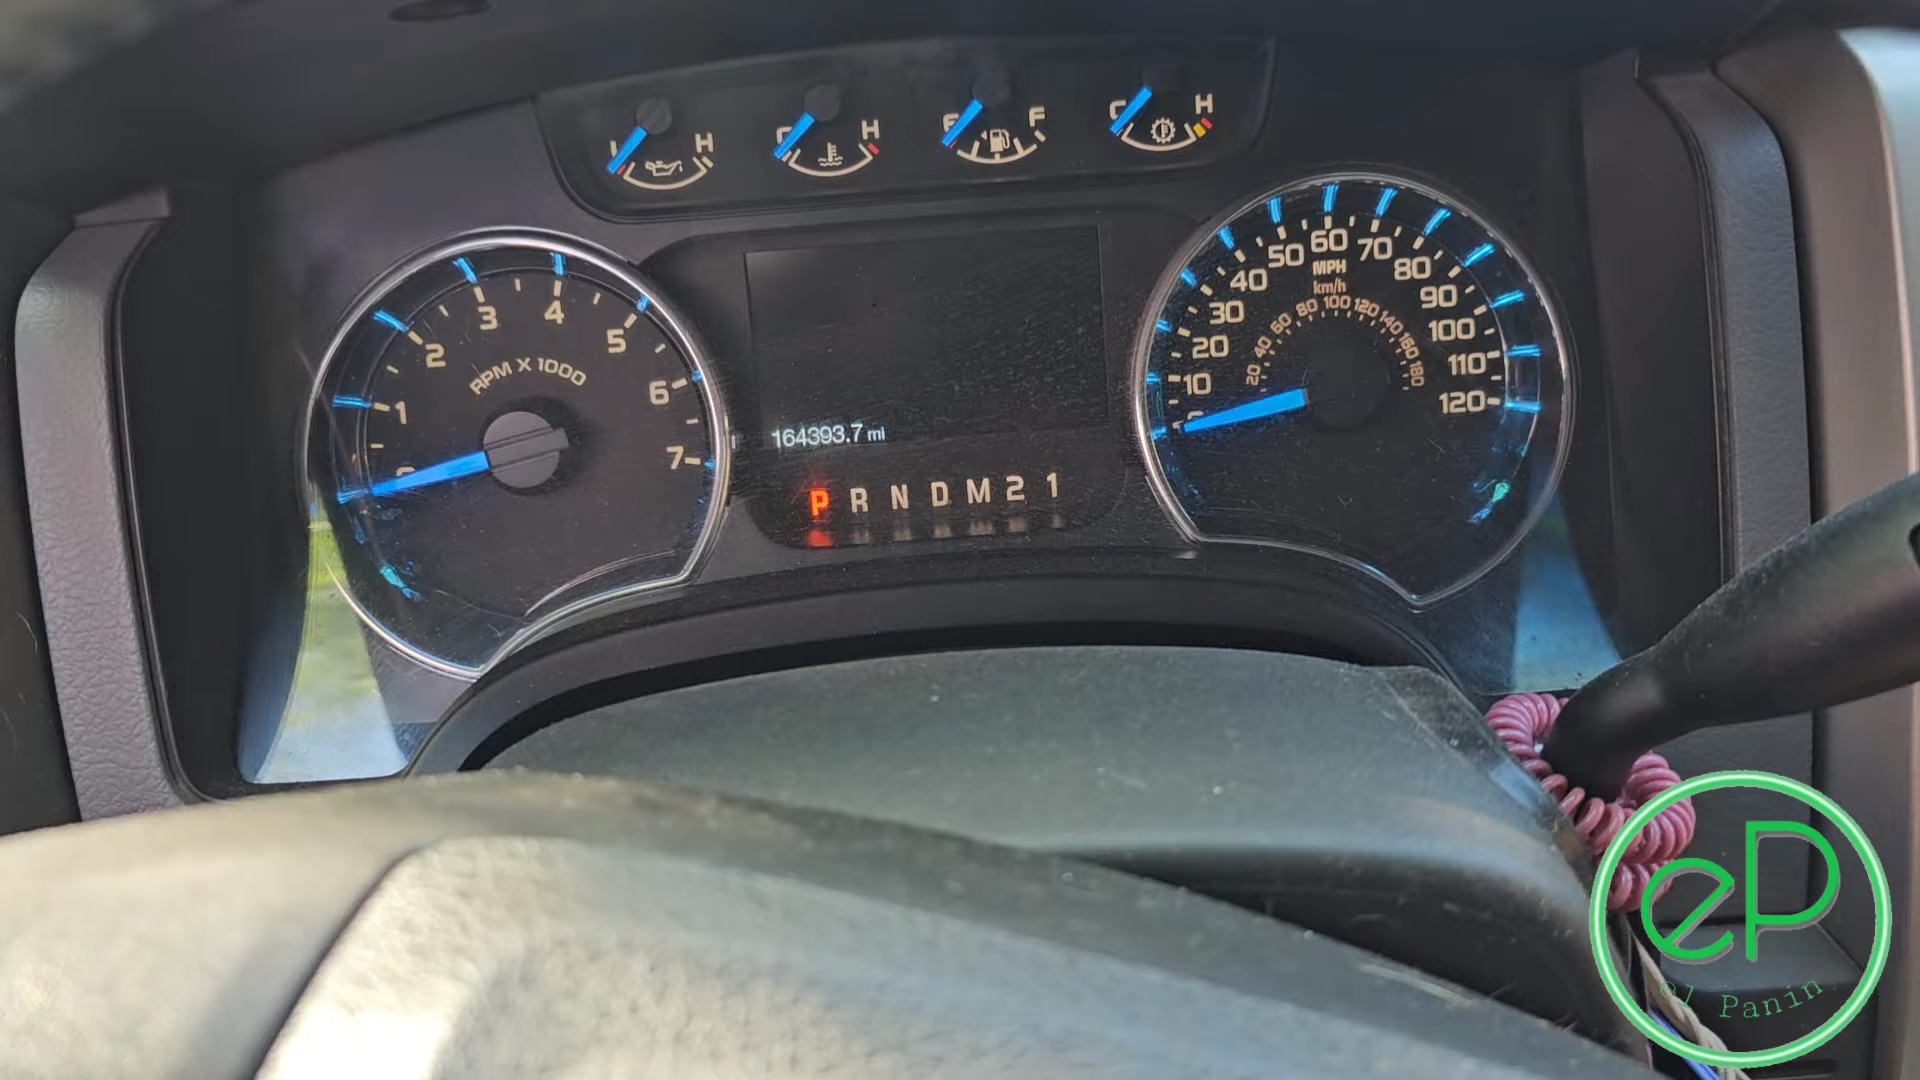 H
C H
E F
C H
0 1 2 3 4 5 6 7
RPM X 1000
10 20 30 40 50 60 70 80 90 100 110 120
MPH
km/h
20 40 60 80 100 120 140 160 180
164393.7 mi
P R N D M 2 1
eP
el Panin